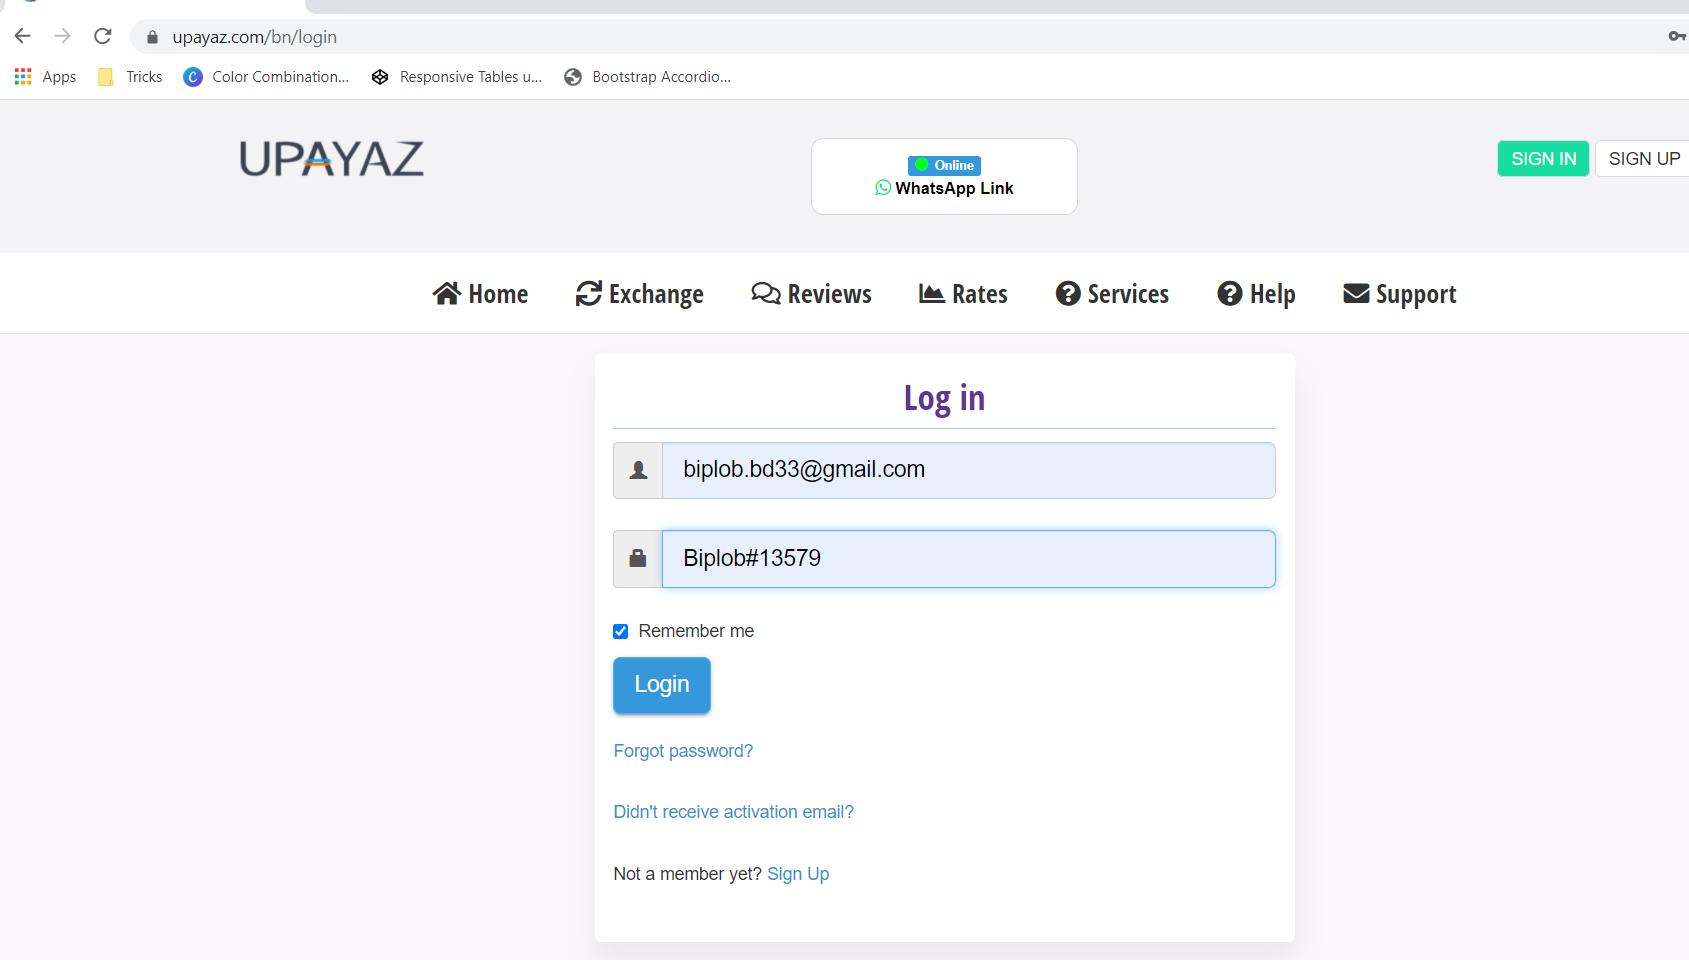 upayaz.com/bn/login
Apps Tricks Color Combination... Responsive Tables u... Bootstrap Accordio...
UPAYAZ
Online
WhatsApp Link
SIGN IN SIGN UP
Home Exchange Reviews Rates Services Help Support
Log in
biplob.bd33@gmail.com
Biplob#13579
Remember me
Login
Forgot password?
Didn't receive activation email?
Not a member yet? Sign Up